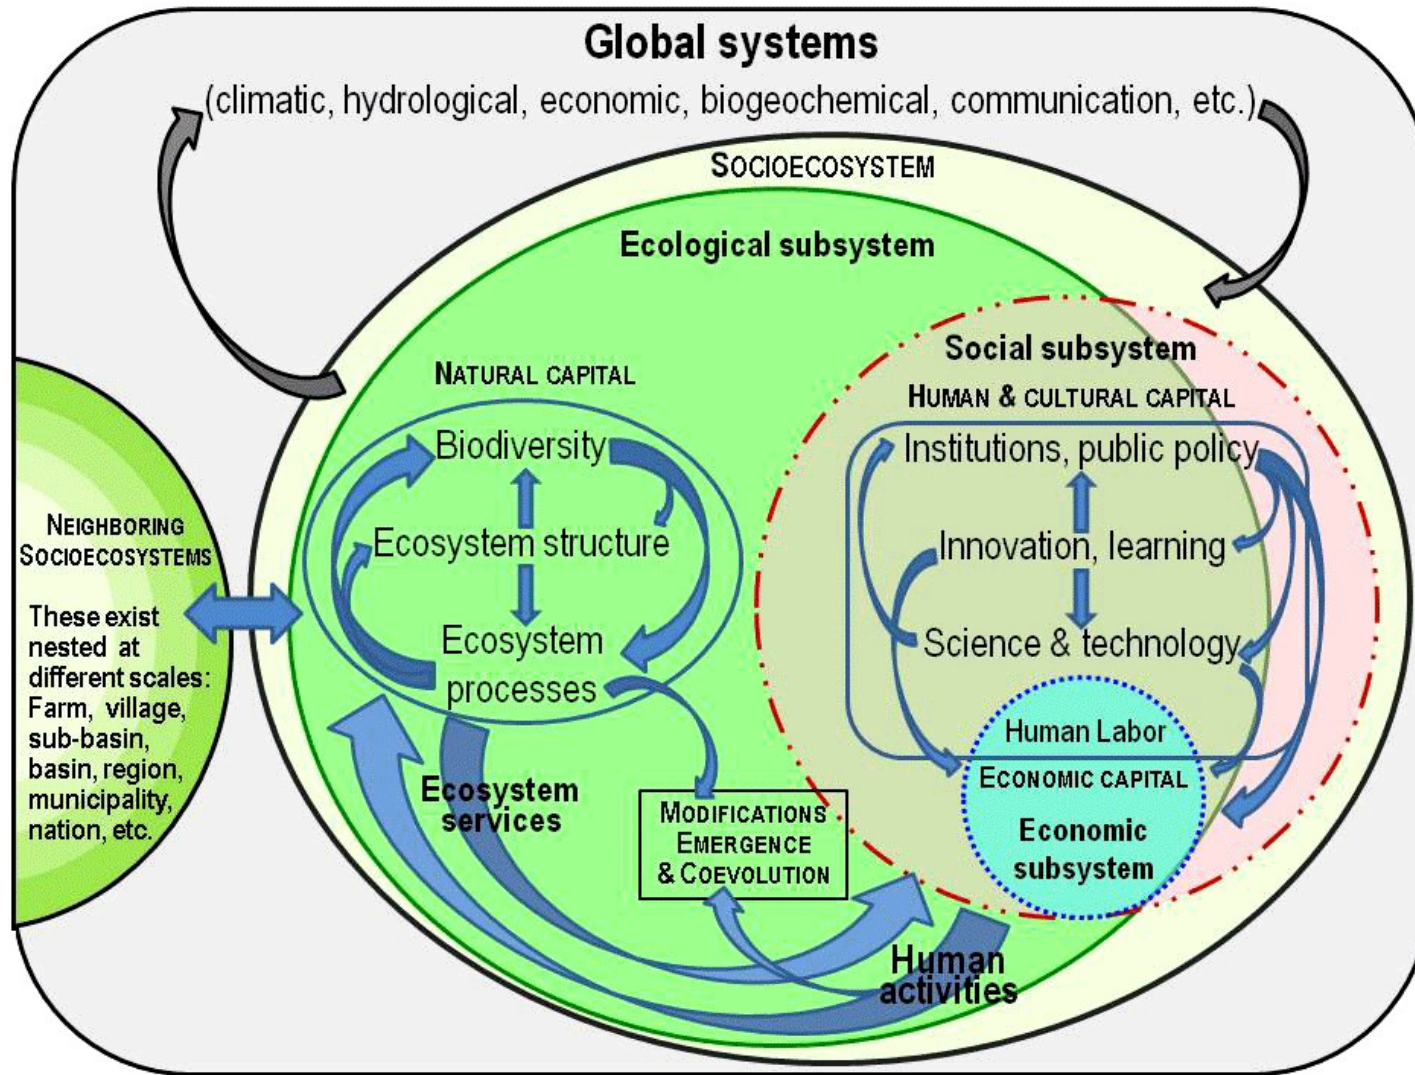 Global systems
(climatic, hydrological, economic, biogeochemical, communication, etc.)
SOCIOECOSYSTEM
Ecological subsystem
Social subsystem
NATURAL CAPITAL
HUMAN & CULTURAL CAPITAL
Biodiversity
Institutions, public policy
Ecosystem structure
Innovation, learning
Ecosystem
processes
Science & technology
NEIGHBORING
SOCIOECOSYSTEMS
These exist
nested at
different scales:
Farm, village,
sub-basin,
basin, region,
municipality,
nation, etc.
Human Labor
ECONOMIC CAPITAL
Economic
subsystem
Ecosystem
services
MODIFICATIONS
EMERGENCE
& COEVOLUTION
Human
activities